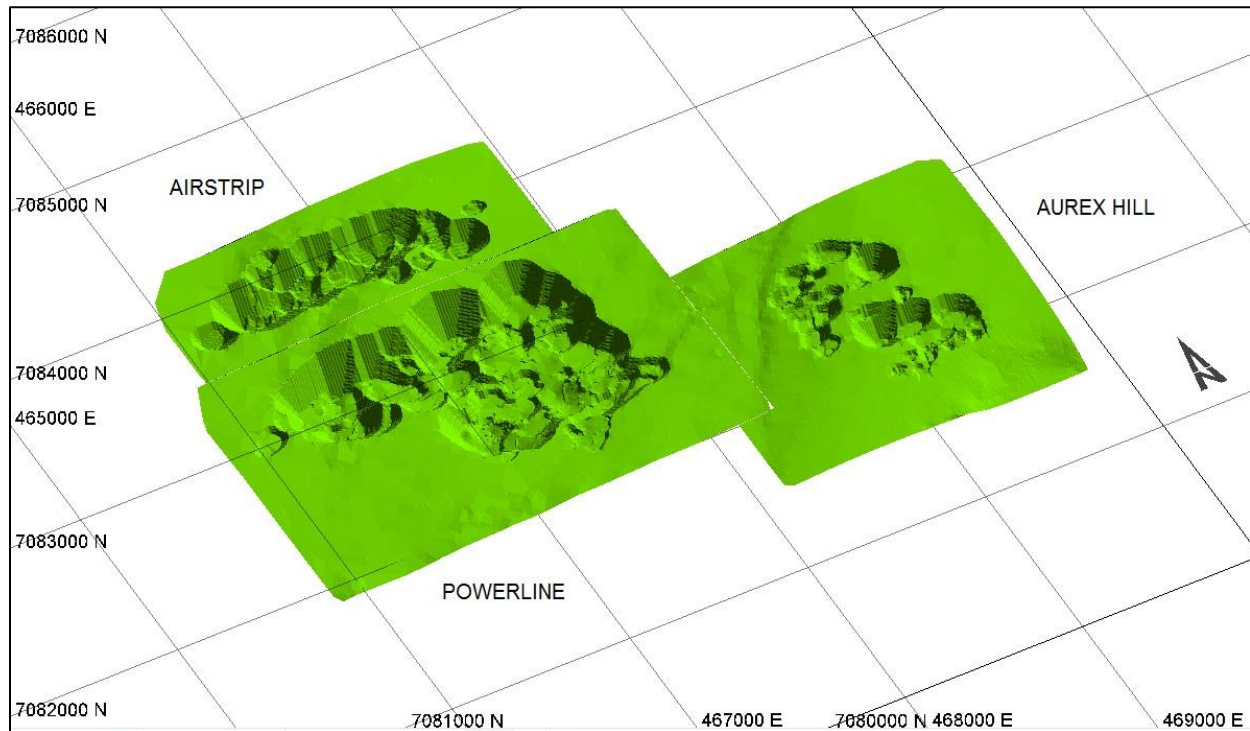 7086000 N
466000 E
AIRSTRIP
7085000 N
AUREX HILL
7084000 N
465000 E
7083000 N
POWERLINE
7082000 N
7081000 N
467000 E
7080000 N
468000 E
469000 E
N